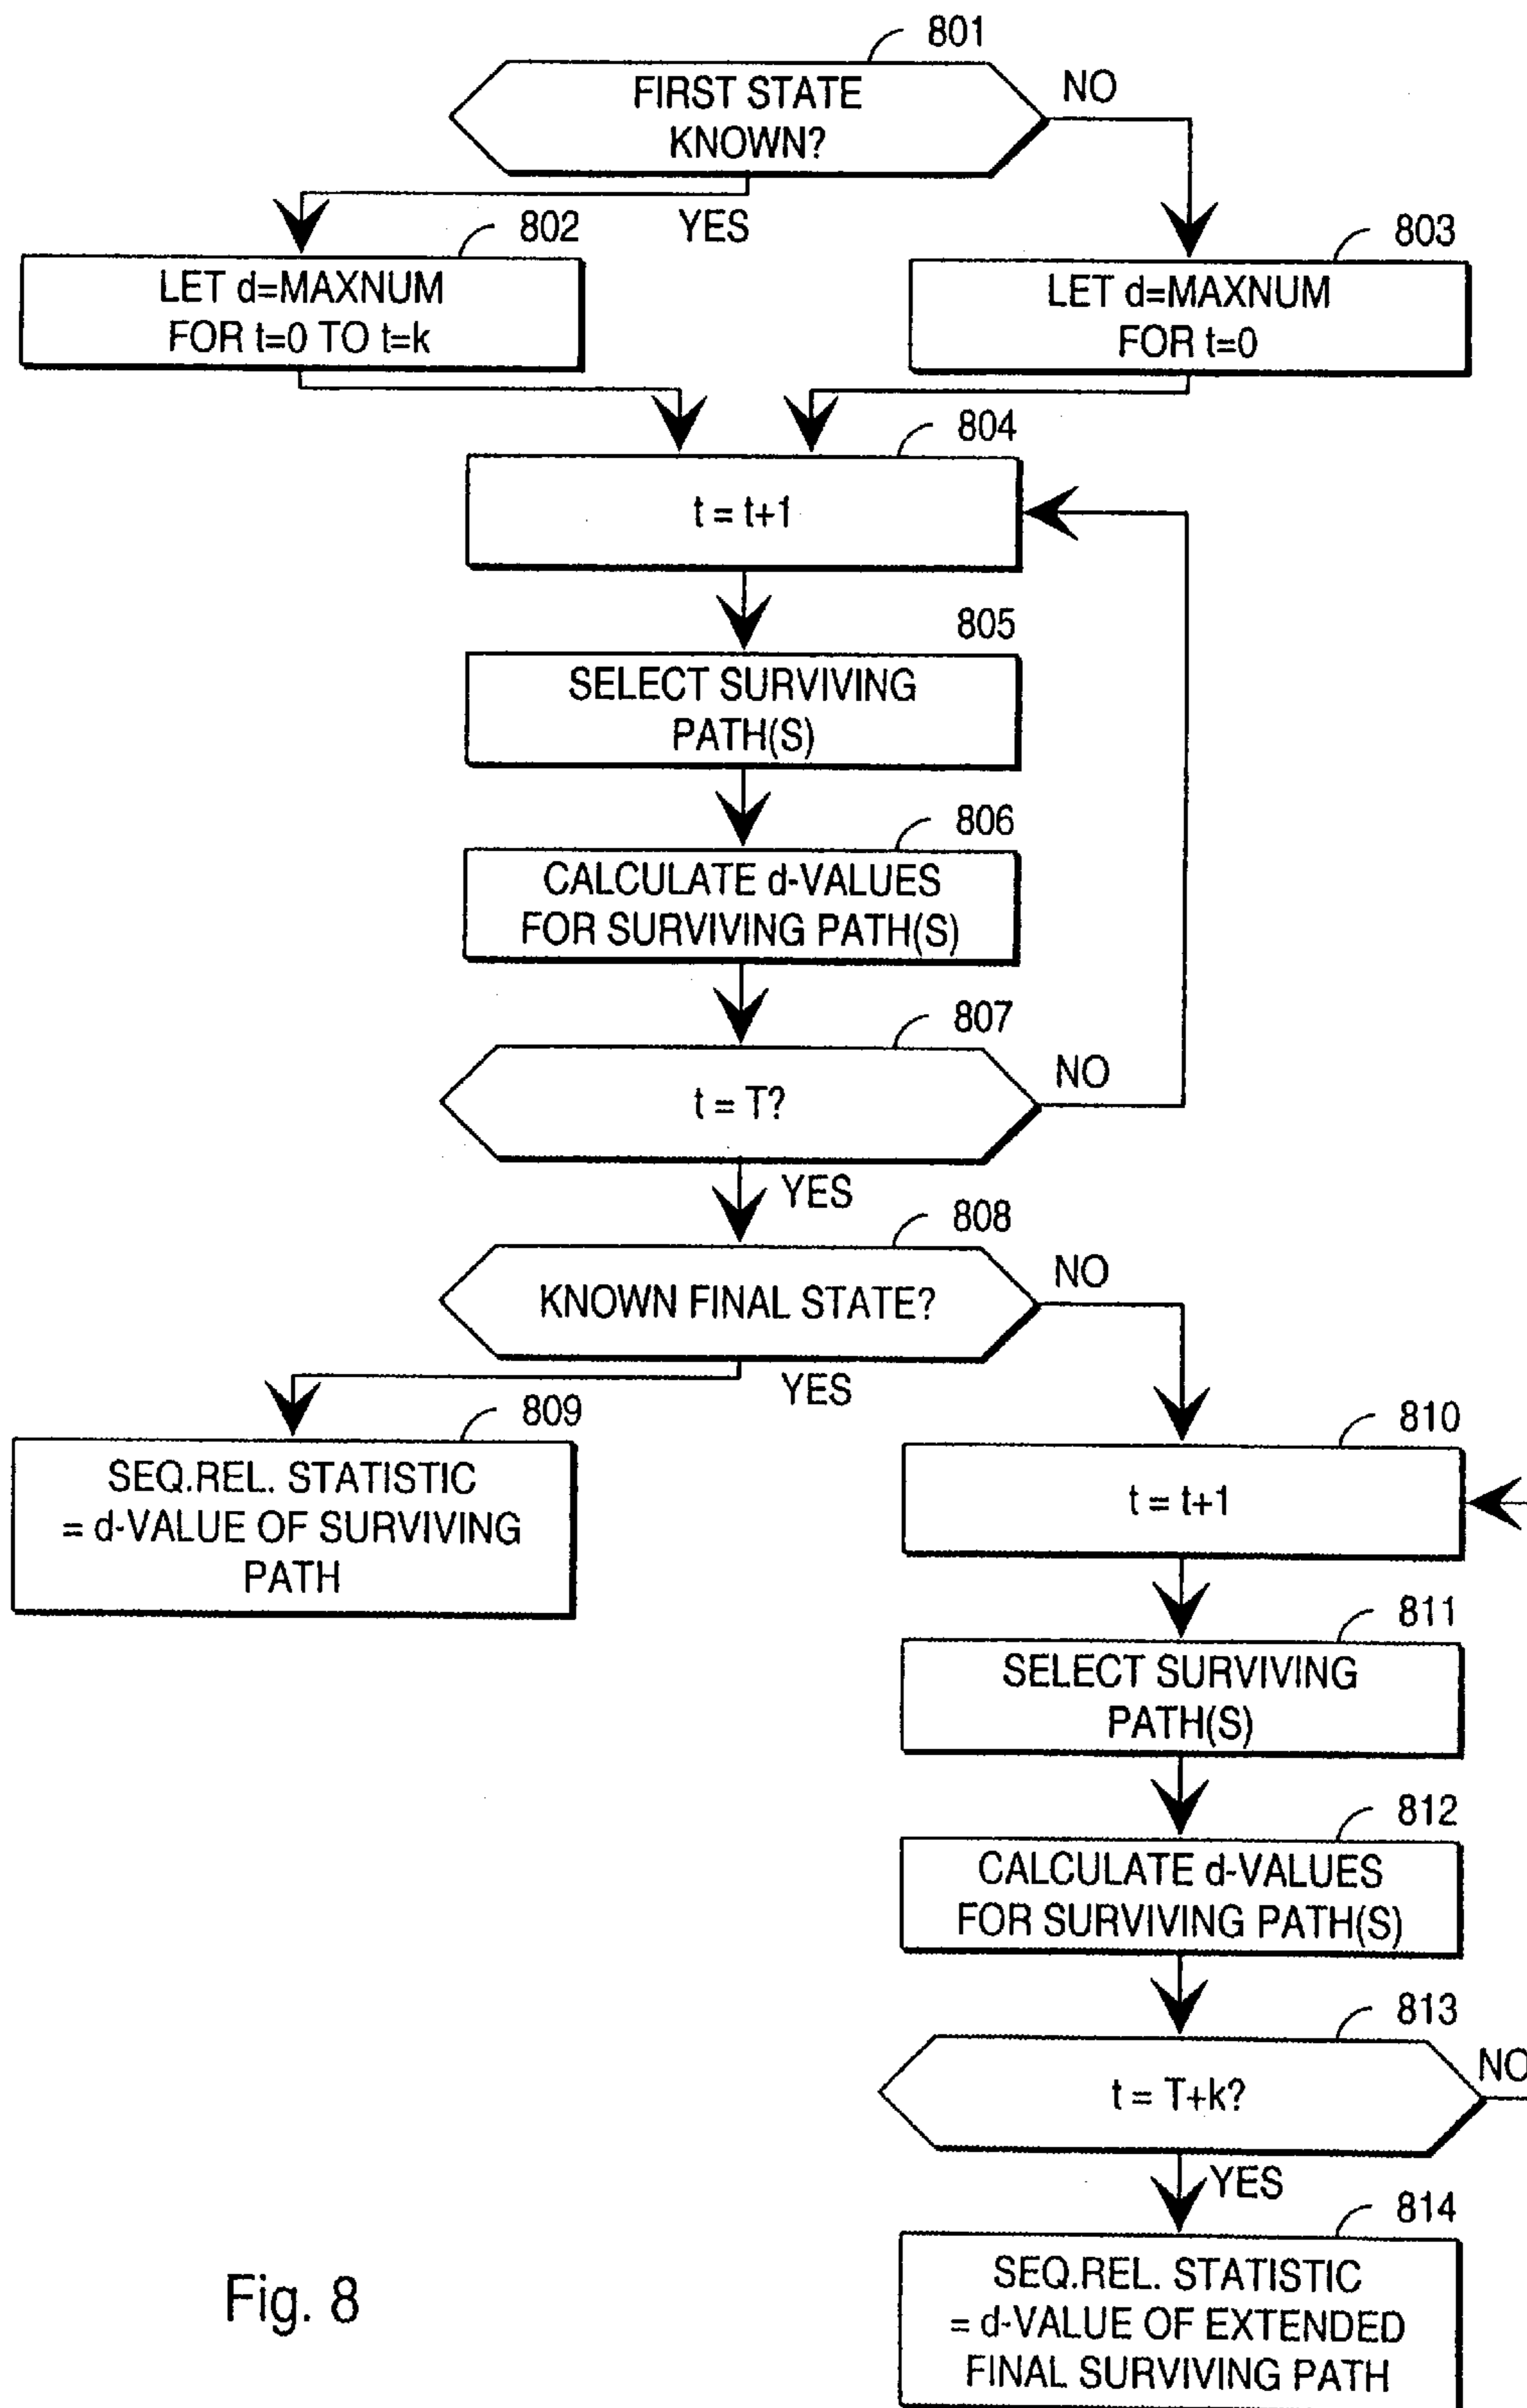 801
FIRST STATE
KNOWN?
NO
YES
802
LET d=MAXNUM
FOR t=0 TO t=k
803
LET d=MAXNUM
FOR t=0
804
t = t+1
805
SELECT SURVIVING
PATH(S)
806
CALCULATE d-VALUES
FOR SURVIVING PATH(S)
807
t = T?
NO
YES
808
KNOWN FINAL STATE?
NO
YES
809
SEQ.REL. STATISTIC
= d-VALUE OF SURVIVING
PATH
810
t = t+1
811
SELECT SURVIVING
PATH(S)
812
CALCULATE d-VALUES
FOR SURVIVING PATH(S)
813
t = T+k?
NO
YES
814
SEQ.REL. STATISTIC
= d-VALUE OF EXTENDED
FINAL SURVIVING PATH
Fig. 8